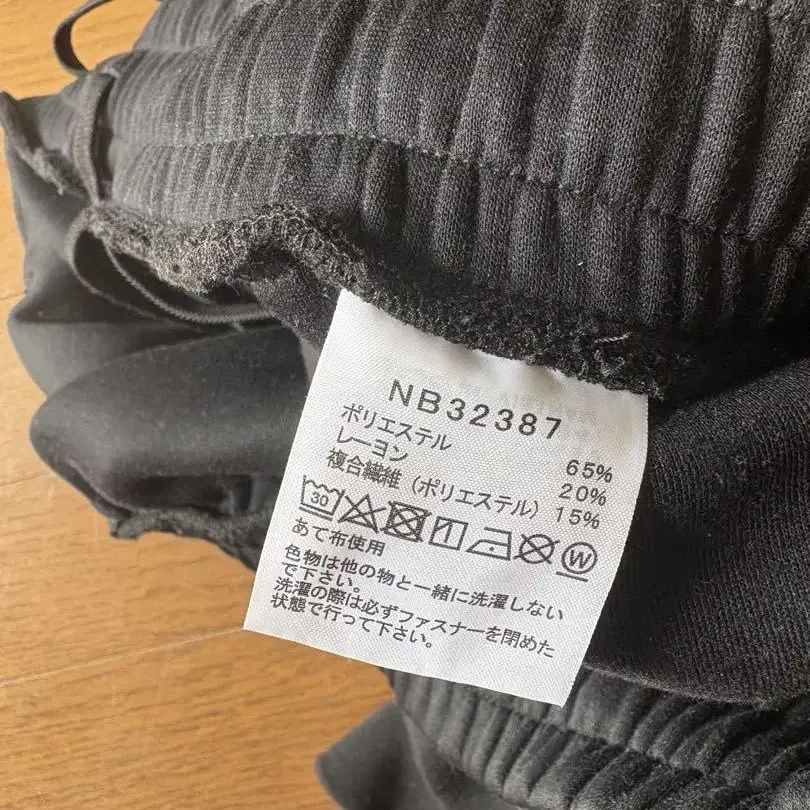 NB32387
ポリエステル 65%
レーヨン 20%
複合繊維（ポリエステル） 15%
30 W
あて布使用
色物は他の物と一緒に洗濯しない
で下さい。
洗濯の際は必ずファスナーを閉めた
状態で行って下さい。